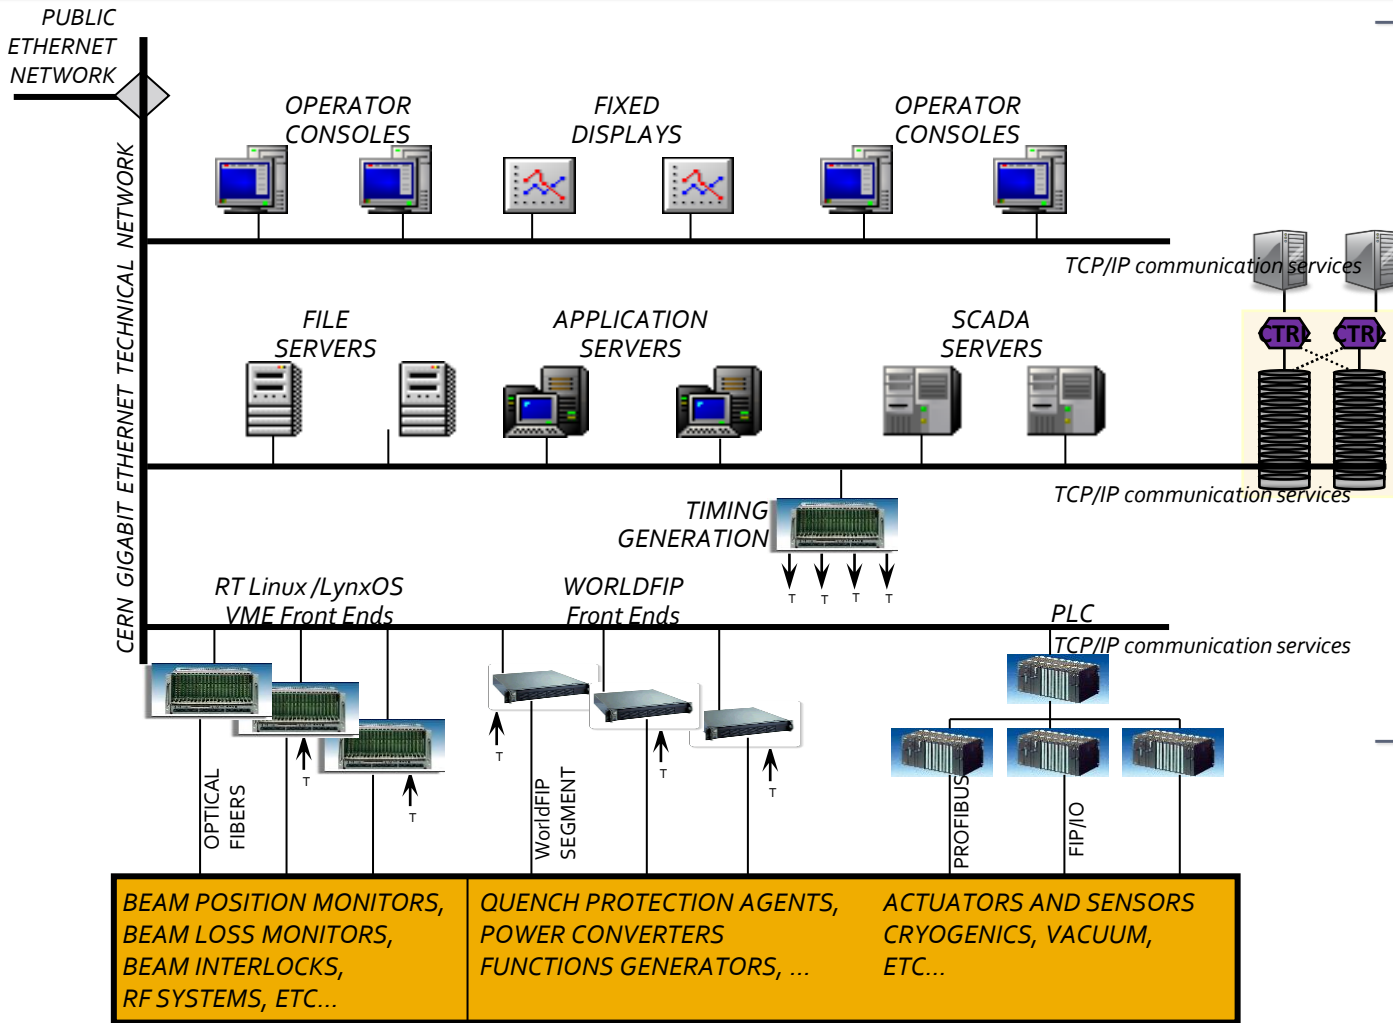 PUBLIC
ETHERNET
NETWORK
CERN GIGABIT ETHERNET TECHNICAL NETWORK
OPERATOR
CONSOLES
FIXED
DISPLAYS
OPERATOR
CONSOLES
TCP/IP communication services
FILE
SERVERS
APPLICATION
SERVERS
SCADA
SERVERS
CTRL
CTRL
TCP/IP communication services
TIMING
GENERATION
T
T
T
T
RT Linux /LynxOS
VME Front Ends
WORLDFIP
Front Ends
PLC
TCP/IP communication services
T
T
T
T
T
OPTICAL
FIBERS
WorldFIP
SEGMENT
PROFIBUS
FIP/IO
BEAM POSITION MONITORS,
BEAM LOSS MONITORS,
BEAM INTERLOCKS,
RF SYSTEMS, ETC...
QUENCH PROTECTION AGENTS,
POWER CONVERTERS
FUNCTIONS GENERATORS, ...
ACTUATORS AND SENSORS
CRYOGENICS, VACUUM,
ETC...